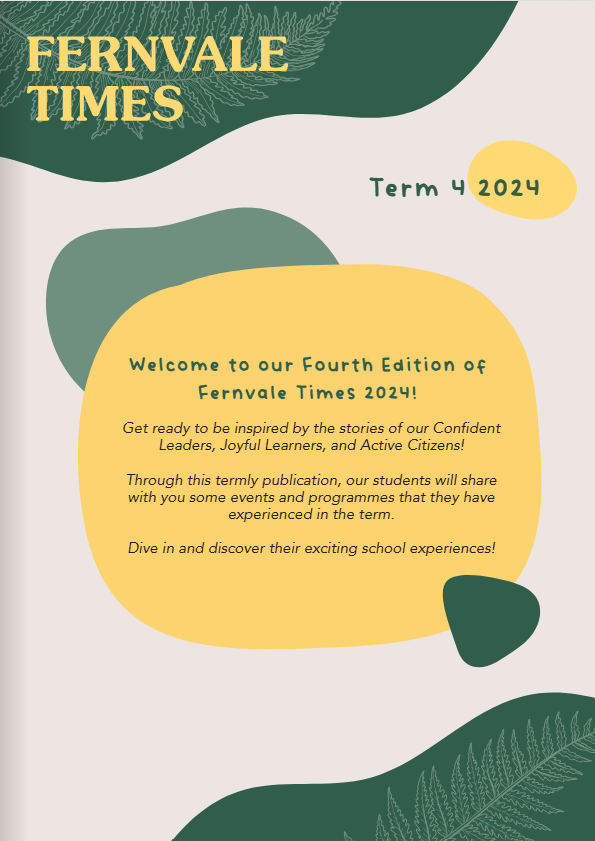 FERNVALE
TIMES
Term 4 2024
Welcome to our Fourth Edition of
Fernvale Times 2024!
Get ready to be inspired by the stories of our Confident
Leaders, Joyful Learners, and Active Citizens!
Through this termly publication, our students will share
with you some events and programmes that they have
experienced in the term.
Dive in and discover their exciting school experiences!